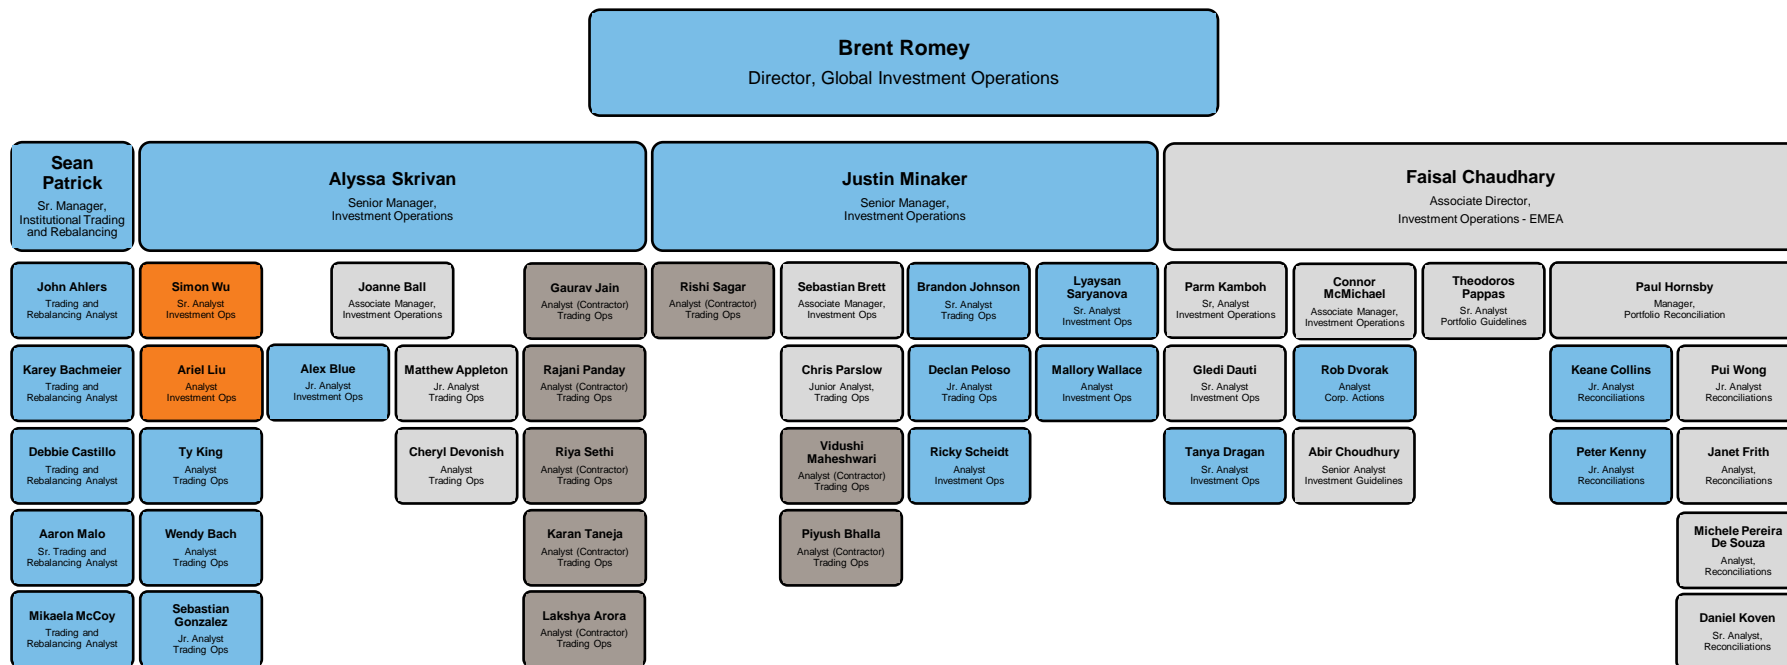 Brent Romey
Director, Global Investment Operations
Sean
Patrick
Sr. Manager,
Institutional Trading
and Rebalancing
Alyssa Skrivan
Senior Manager,
Investment Operations
Justin Minaker
Senior Manager,
Investment Operations
Faisal Chaudhary
Associate Director,
Investment Operations - EMEA
John Ahlers
Trading and
Rebalancing Analyst
Simon Wu
Sr. Analyst
Investment Ops
Joanne Ball
Associate Manager,
Investment Operations
Gaurav Jain
Analyst (Contractor)
Trading Ops
Rishi Sagar
Analyst (Contractor)
Trading Ops
Sebastian Brett
Associate Manager,
Investment Ops
Brandon Johnson
Sr. Analyst
Trading Ops
Lyaysan
Saryanova
Sr. Analyst
Investment Ops
Parm Kamboh
Sr, Analyst
Investment Operations
Connor
McMichael
Associate Manager,
Investment Operations
Theodoros
Pappas
Sr. Analyst
Portfolio Guidelines
Paul Hornsby
Manager,
Portfolio Reconciliation
Karey Bachmeier
Trading and
Rebalancing Analyst
Ariel Liu
Analyst
Investment Ops
Alex Blue
Jr. Analyst
Investment Ops
Matthew Appleton
Jr. Analyst
Trading Ops
Rajani Panday
Analyst (Contractor)
Trading Ops
Chris Parslow
Junior Analyst,
Trading Ops
Declan Peloso
Jr. Analyst
Trading Ops
Mallory Wallace
Analyst
Investment Ops
Gledi Dauti
Sr. Analyst
Investment Ops
Rob Dvorak
Analyst
Corp. Actions
Keane Collins
Jr. Analyst
Reconciliations
Pui Wong
Jr. Analyst
Reconciliations
Debbie Castillo
Trading and
Rebalancing Analyst
Ty King
Analyst
Trading Ops
Cheryl Devonish
Analyst
Trading Ops
Riya Sethi
Analyst (Contractor)
Trading Ops
Vidushi
Maheshwari
Analyst (Contractor)
Trading Ops
Ricky Scheidt
Analyst
Investment Ops
Tanya Dragan
Sr. Analyst
Investment Ops
Abir Choudhury
Senior Analyst
Investment Guidelines
Peter Kenny
Jr. Analyst
Reconciliations
Janet Frith
Analyst,
Reconciliations
Aaron Malo
Sr. Trading and
Rebalancing Analyst
Wendy Bach
Analyst
Trading Ops
Karan Taneja
Analyst (Contractor)
Trading Ops
Piyush Bhalla
Analyst (Contractor)
Trading Ops
Michele Pereira
De Souza
Analyst,
Reconciliations
Mikaela McCoy
Trading and
Rebalancing Analyst
Sebastian
Gonzalez
Jr. Analyst
Trading Ops
Lakshya Arora
Analyst (Contractor)
Trading Ops
Daniel Koven
Sr. Analyst,
Reconciliations